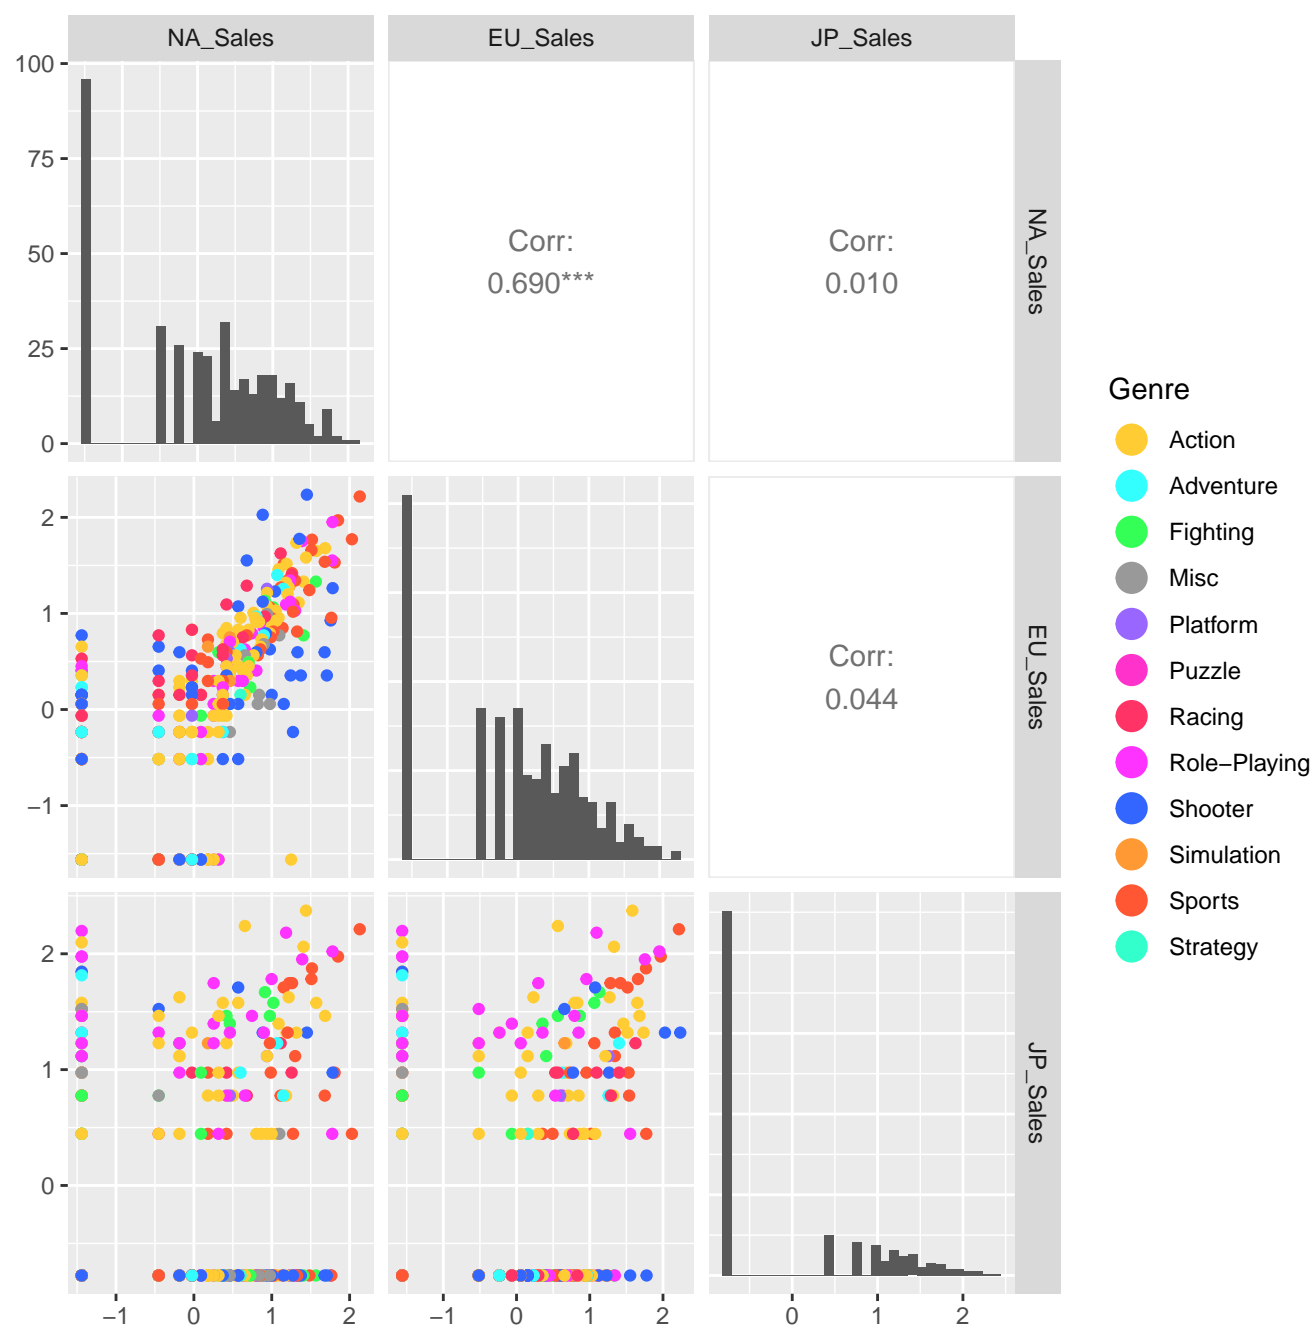 NA_Sales EU_Sales JP_Sales
100
75
50
25
0
Corr:
0.690***
Corr:
0.010
NA_Sales
2
1
0
−1
Corr:
0.044
EU_Sales
2
1
0
JP_Sales
−1 0 1 2 −1 0 1 2 0 1 2
Genre
Action
Adventure
Fighting
Misc
Platform
Puzzle
Racing
Role−Playing
Shooter
Simulation
Sports
Strategy